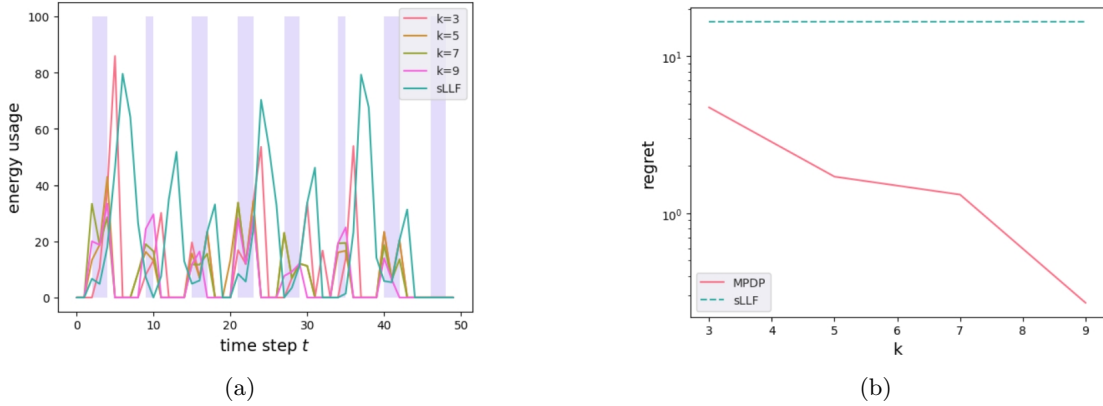 100
80
60
40
20
0
energy usage
k=3
k=5
k=7
k=9
sLLF
0 10 20 30 40 50
time step t
(a)
10¹
10⁰
regret
MPDP
sLLF
3 4 5 6 7 8 9
k
(b)